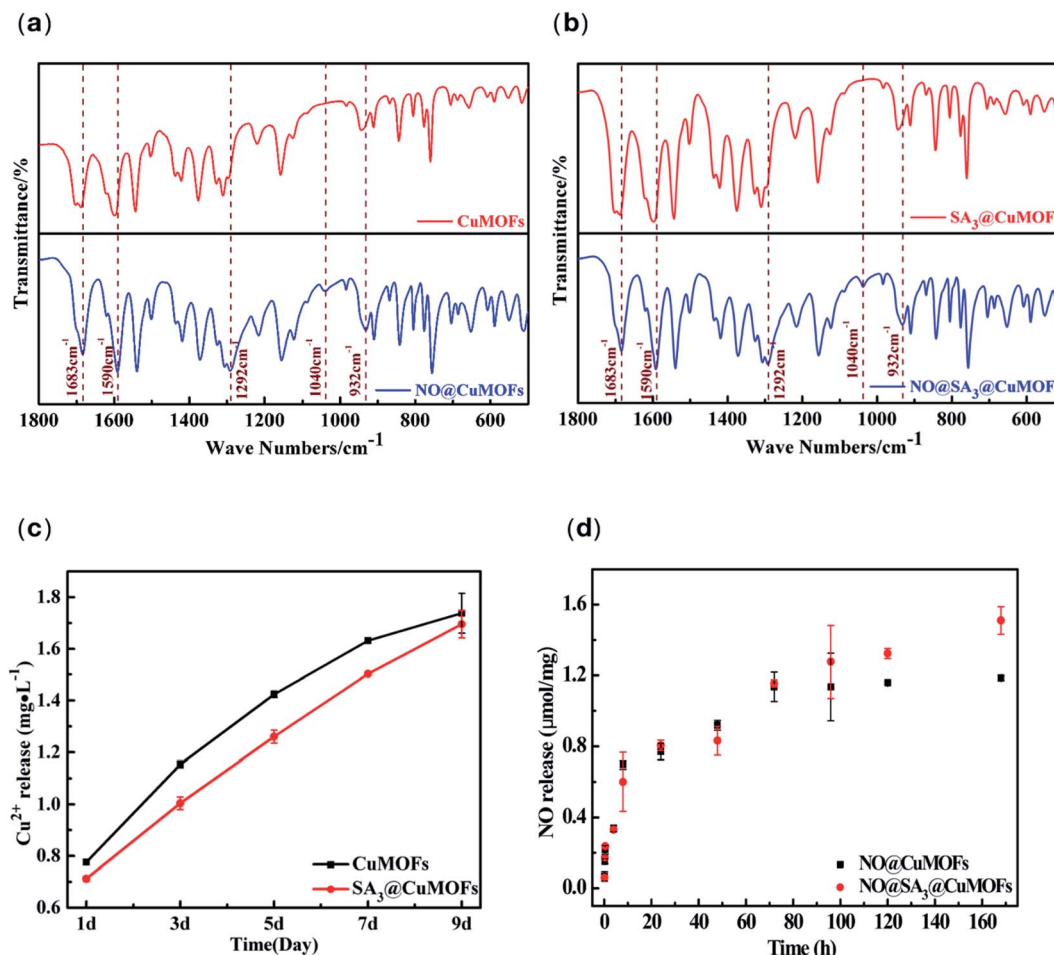 (a)
Transmittance/%
CuMOFs
1683cm-1
1590cm-1
1292cm-1
1040cm-1
932cm-1
NO@CuMOFs
1800 1600 1400 1200 1000 800 600
Wave Numbers/cm-1
(b)
Transmittance/%
SA3@CuMOF
1683cm-1
1590cm-1
1292cm-1
1040cm-1
932cm-1
NO@SA3@CuMOF
1800 1600 1400 1200 1000 800 600
Wave Numbers/cm-1
(c)
Cu2+ release (mg•L-1)
1.8
1.6
1.4
1.2
1.0
0.8
0.6
CuMOFs
SA3@CuMOFs
1d 3d 5d 7d 9d
Time(Day)
(d)
NO release (μmol/mg)
1.6
1.2
0.8
0.4
0.0
NO@CuMOFs
NO@SA3@CuMOFs
0 20 40 60 80 100 120 140 160
Time (h)